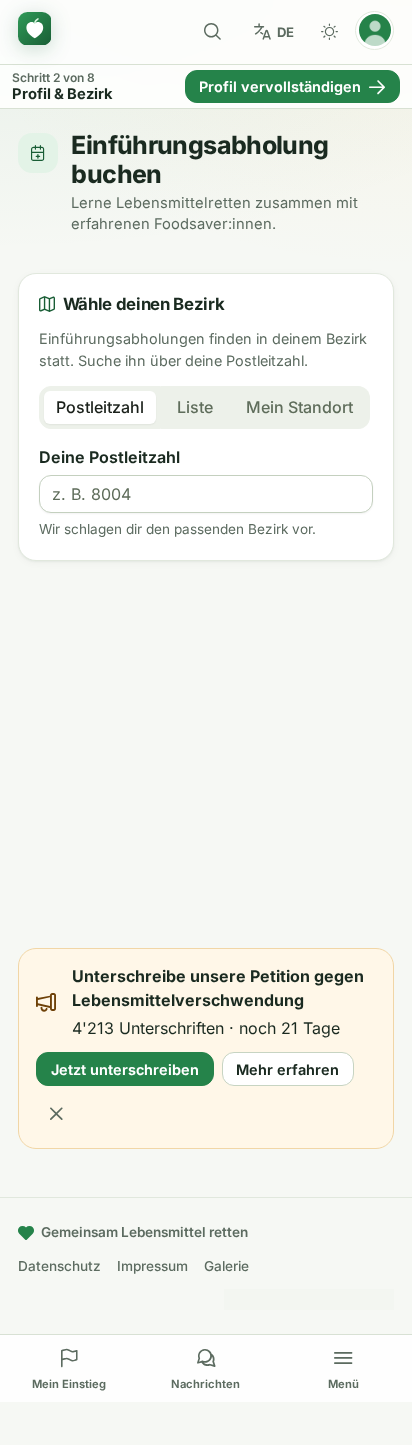 DE
Schritt 2 von 8
Profil & Bezirk
Profil vervollständigen
Einführungsabholung
buchen
Lerne Lebensmittelretten zusammen mit
erfahrenen Foodsaver:innen.
Wähle deinen Bezirk
Einführungsabholungen finden in deinem Bezirk
statt. Suche ihn über deine Postleitzahl.
Postleitzahl Liste Mein Standort
Deine Postleitzahl
z. B. 8004
Wir schlagen dir den passenden Bezirk vor.
Unterschreibe unsere Petition gegen
Lebensmittelverschwendung
4'213 Unterschriften · noch 21 Tage
Jetzt unterschreiben Mehr erfahren
Gemeinsam Lebensmittel retten
Datenschutz Impressum Galerie
Mein Einstieg Nachrichten Menü